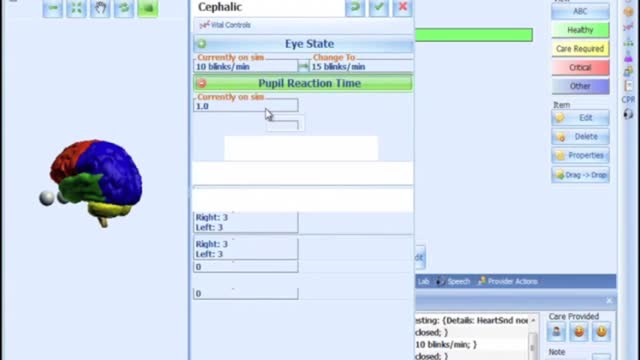 Cephalic
Vital Controls
Eye State
Currently on sim
Change To
10 blinks/min
15 blinks/min
Pupil Reaction Time
Currently on sim
1.0
Right: 3
Left: 3
Right: 3
Left: 3
0
0
ABC
Healthy
Care Required
Critical
Other
Item
Edit
Delete
Properties
Drag -> Drop
CPR
dit
Lab
Speech
Provider Actions
esting: {Details: HeartSnd no
closed; }
10 blinks/min; }
closed; }
Care Provided
Note